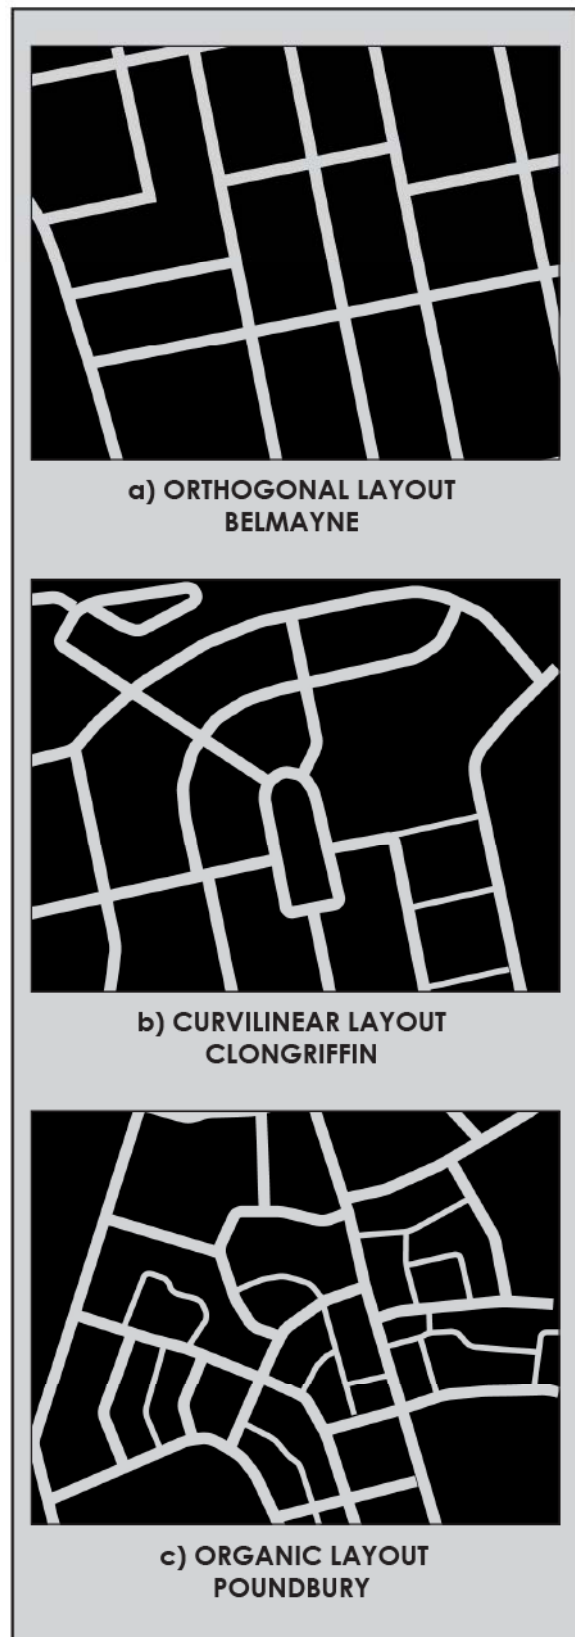 a) ORTHOGONAL LAYOUT
BELMAYNE
b) CURVILINEAR LAYOUT
CLONGRIFFIN
c) ORGANIC LAYOUT
POUNDBURY